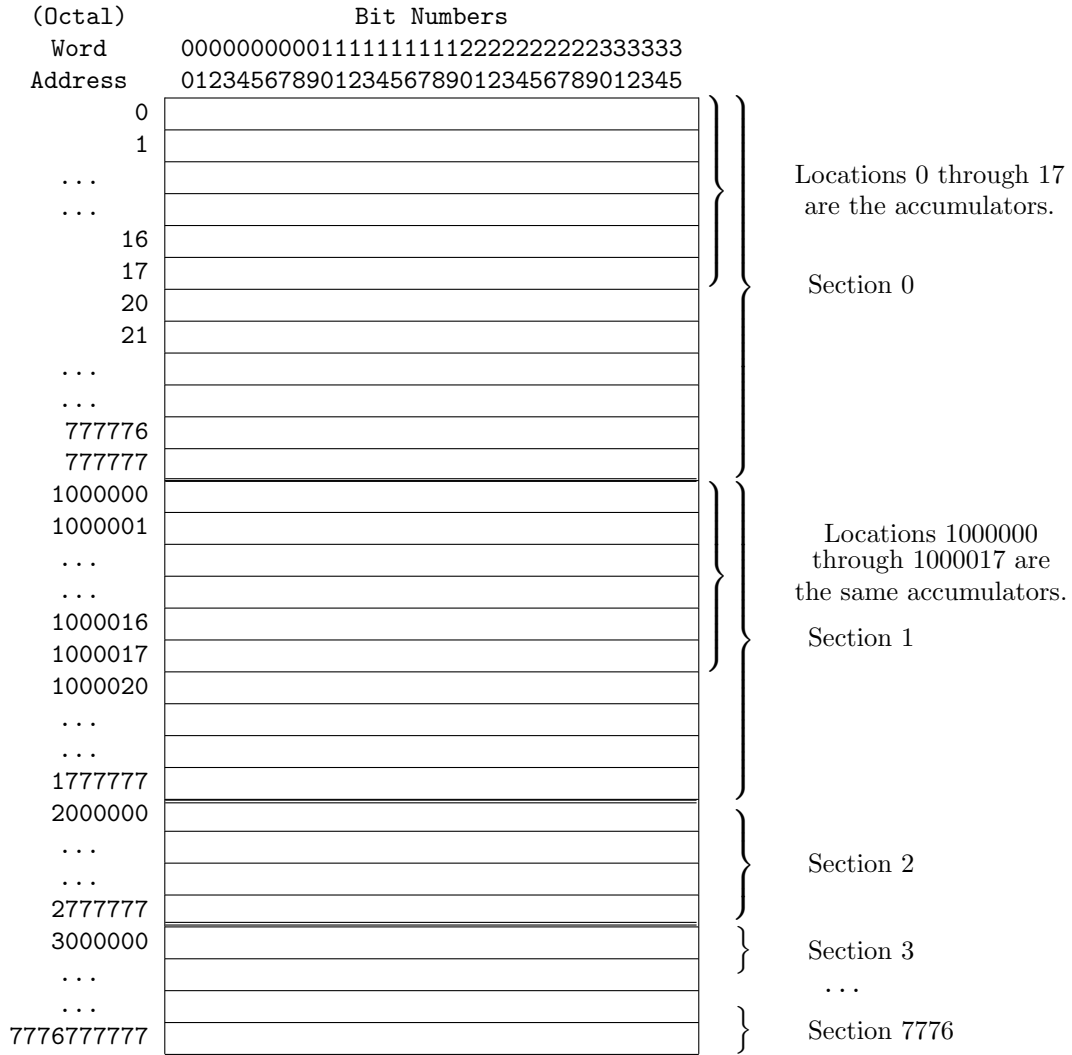 (Octal) Bit Numbers
Word 000000000011111111112222222222333333
Address 012345678901234567890123456789012345
0
1
...
Locations 0 through 17
...
are the accumulators.
16
17
Section 0
20
21
...
...
777776
777777
1000000
1000001
Locations 1000000
...
through 1000017 are
...
the same accumulators.
1000016
Section 1
1000017
1000020
...
...
1777777
2000000
...
Section 2
...
2777777
3000000
Section 3
...
...
...
7776777777
Section 7776